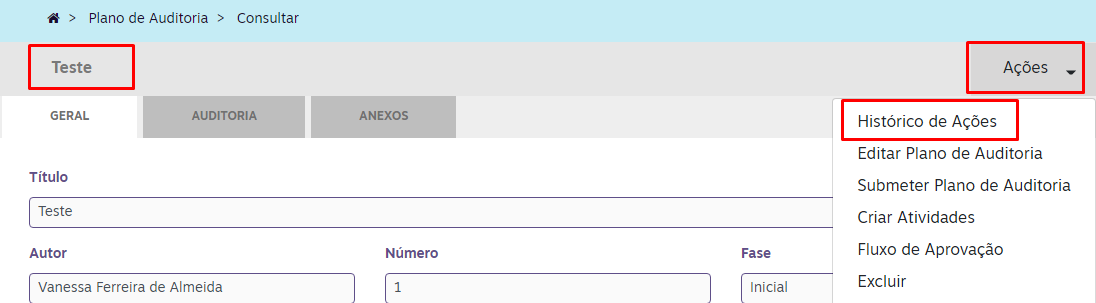 > Plano de Auditoria > Consultar
Teste
Ações
GERAL AUDITORIA ANEXOS
Histórico de Ações
Editar Plano de Auditoria
Submeter Plano de Auditoria
Criar Atividades
Fluxo de Aprovação
Excluir
Título
Teste
Autor Número Fase
Vanessa Ferreira de Almeida 1 Inicial